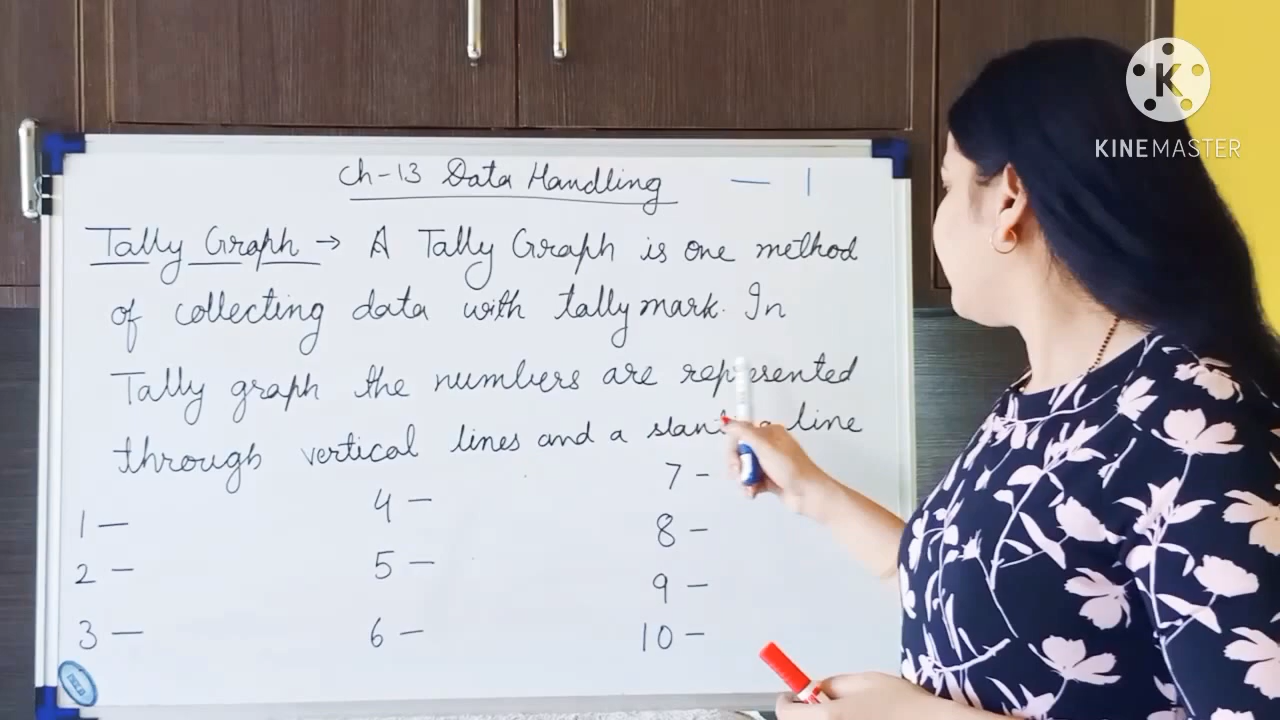 Ch-13 Data Handling — 1
Tally Graph → A Tally Graph is one method
of collecting data with tally mark. In
Tally graph the numbers are represented
through vertical lines and a line
1 —
2 —
3 —
4 —
5 —
6 —
7 -
8 -
9 -
10 -
K
KINEMASTER